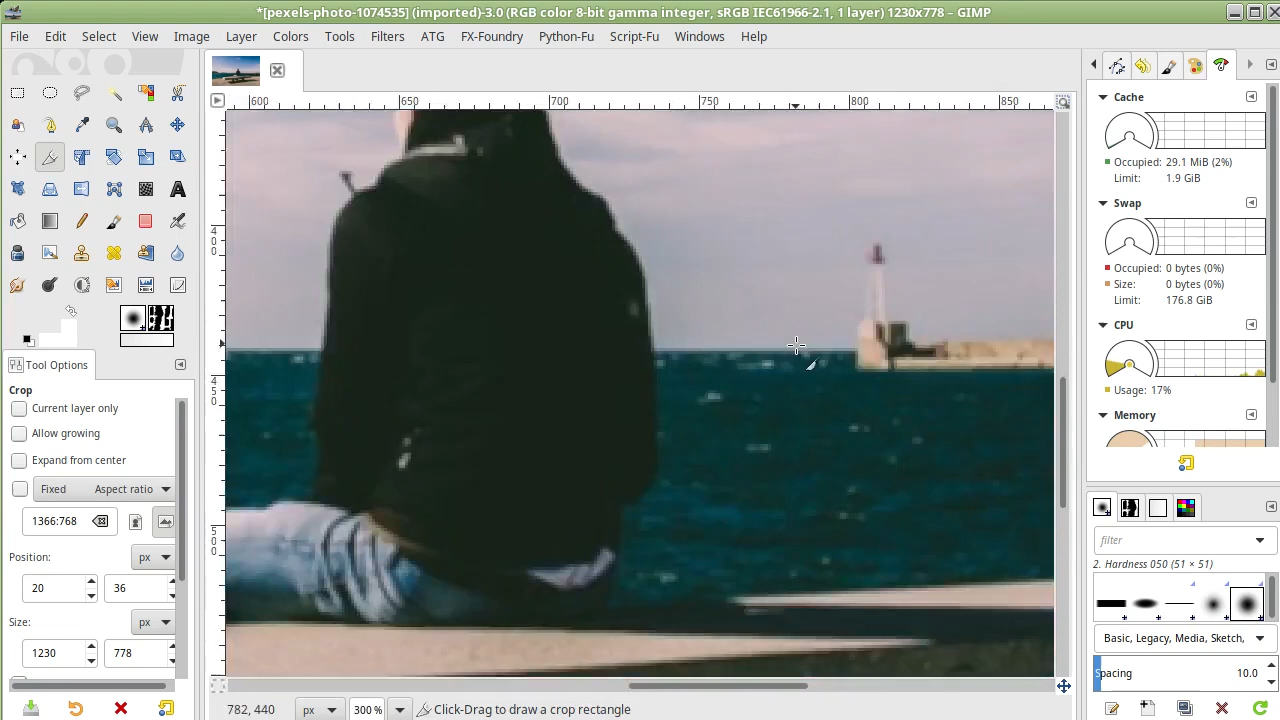 *[pexels-photo-1074535] (imported)-3.0 (RGB color 8-bit gamma integer, sRGB IEC61966-2.1, 1 layer) 1230x778 – GIMP
File Edit Select View Image Layer Colors Tools Filters ATG FX-Foundry Python-Fu Script-Fu Windows Help
600 650 700 750 800 850
400
450
500
Tool Options
Crop
Current layer only
Allow growing
Expand from center
Fixed Aspect ratio
1366:768
Position: px
20 36
Size: px
1230 778
782, 440 px 300 % Click-Drag to draw a crop rectangle
Cache
Occupied: 29.1 MiB (2%)
Limit: 1.9 GiB
Swap
Occupied: 0 bytes (0%)
Size: 0 bytes (0%)
Limit: 176.8 GiB
CPU
Usage: 17%
Memory
filter
2. Hardness 050 (51 × 51)
Basic, Legacy, Media, Sketch,
Spacing 10.0